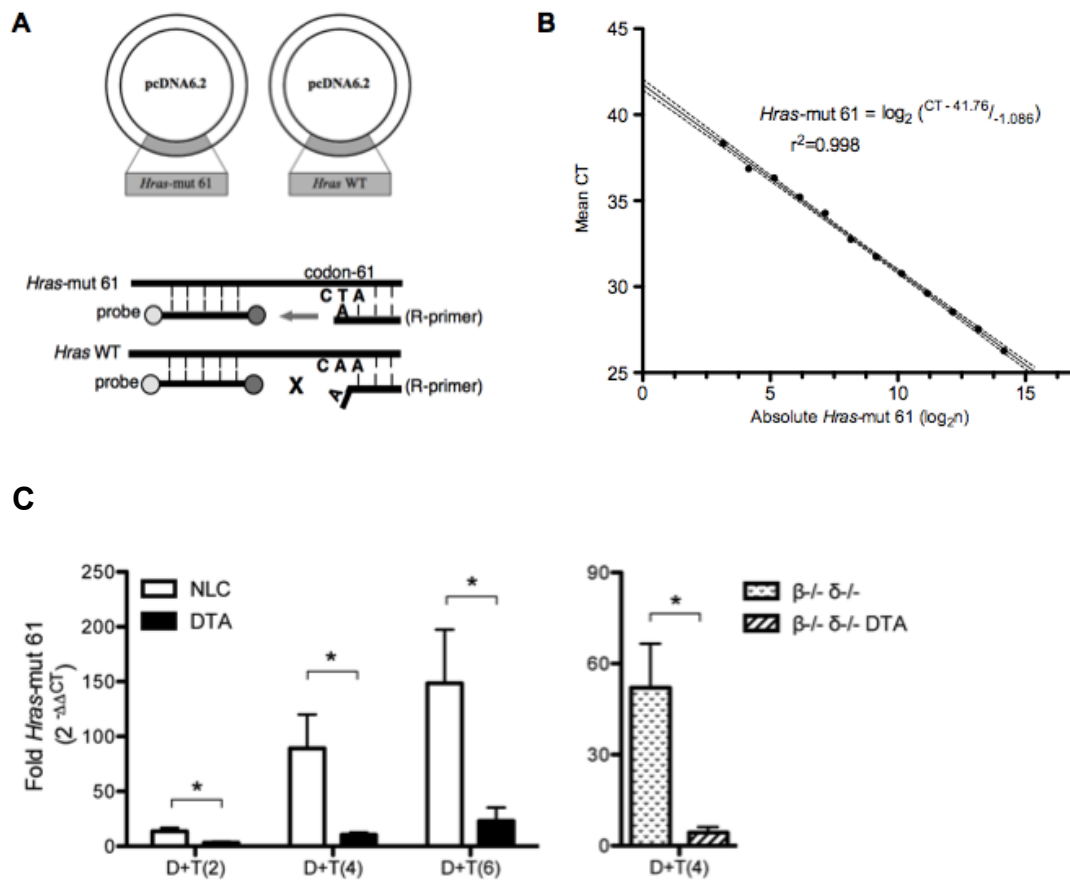 A
pcDNA6.2
pcDNA6.2
Hras-mut 61
Hras WT
Hras-mut 61
codon-61
C T A
probe
A
(R-primer)
Hras WT
C A A
probe
X
A
(R-primer)
B
45
40
35
30
25
Mean CT
Hras-mut 61 = log₂ (CT - 41.76/-1.086)
r²=0.998
0
5
10
15
Absolute Hras-mut 61 (log₂n)
C
Fold Hras-mut 61
(2 -ΔΔCT)
250
200
150
100
50
0
NLC
DTA
*
*
*
D+T(2)
D+T(4)
D+T(6)
90
60
30
0
*
β-/- δ-/-
β-/- δ-/- DTA
D+T(4)